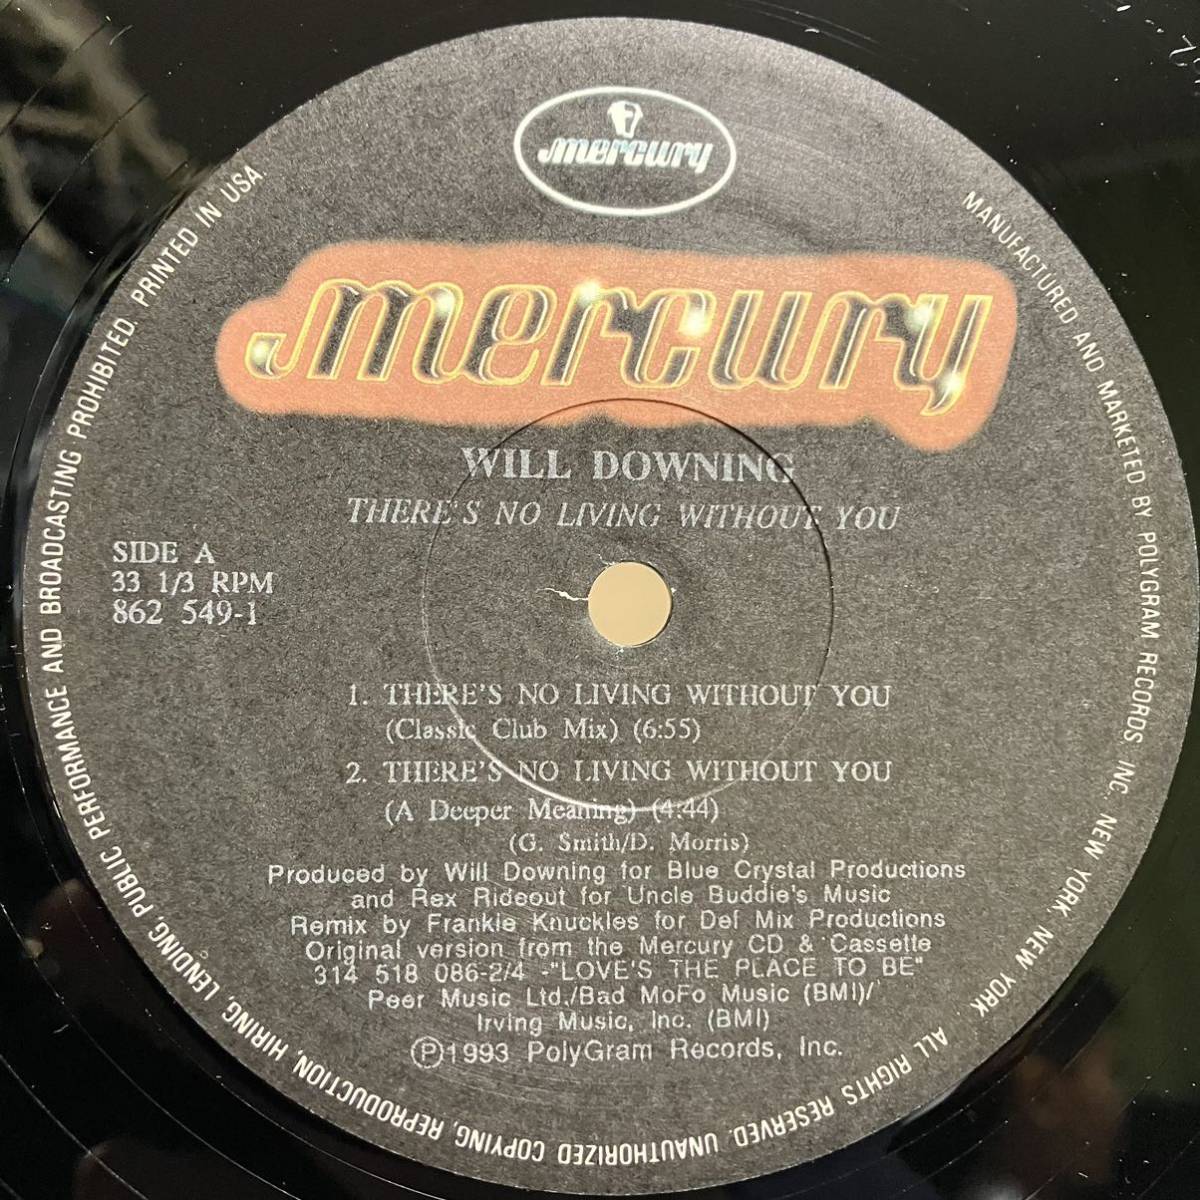 mercury
mercury
WILL DOWNING
THERE'S NO LIVING WITHOUT YOU
SIDE A
33 1/3 RPM
862 549-1
1. THERE'S NO LIVING WITHOUT YOU
(Classic Club Mix) (6:55)
2. THERE'S NO LIVING WITHOUT YOU
(A Deeper Meaning) (4:44)
(G. Smith/D. Morris)
Produced by Will Downing for Blue Crystal Productions
and Rex Rideout for Uncle Buddie's Music
Remix by Frankie Knuckles for Def Mix Productions
Original version from the Mercury CD & Cassette
314 518 086-2/4 -"LOVE'S THE PLACE TO BE"
Peer Music Ltd./Bad MoFo Music (BMI)/
Irving Music, Inc. (BMI)
Ⓟ1993 PolyGram Records, Inc.
MANUFACTURED AND MARKETED BY POLYGRAM RECORDS, INC. NEW YORK, NEW YORK. ALL RIGHTS RESERVED. UNAUTHORIZED COPYING, REPRODUCTION, HIRING, LENDING, PUBLIC PERFORMANCE AND BROADCASTING PROHIBITED. PRINTED IN USA.